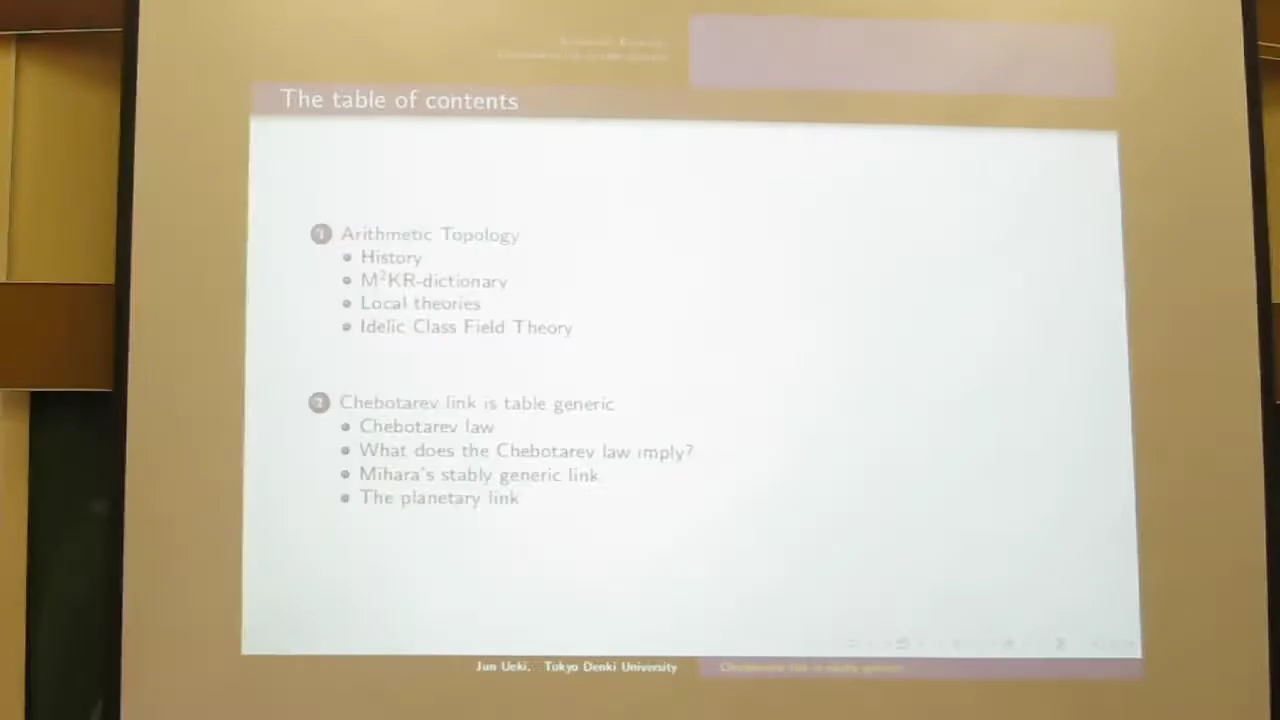 The table of contents
1 Arithmetic Topology
• History
• M²KR-dictionary
• Local theories
• Idelic Class Field Theory
2 Chebotarev link is table generic
• Chebotarev law
• What does the Chebotarev law imply?
• Mihara's stably generic link
• The planetary link
Jun Ueki, Tokyo Denki University